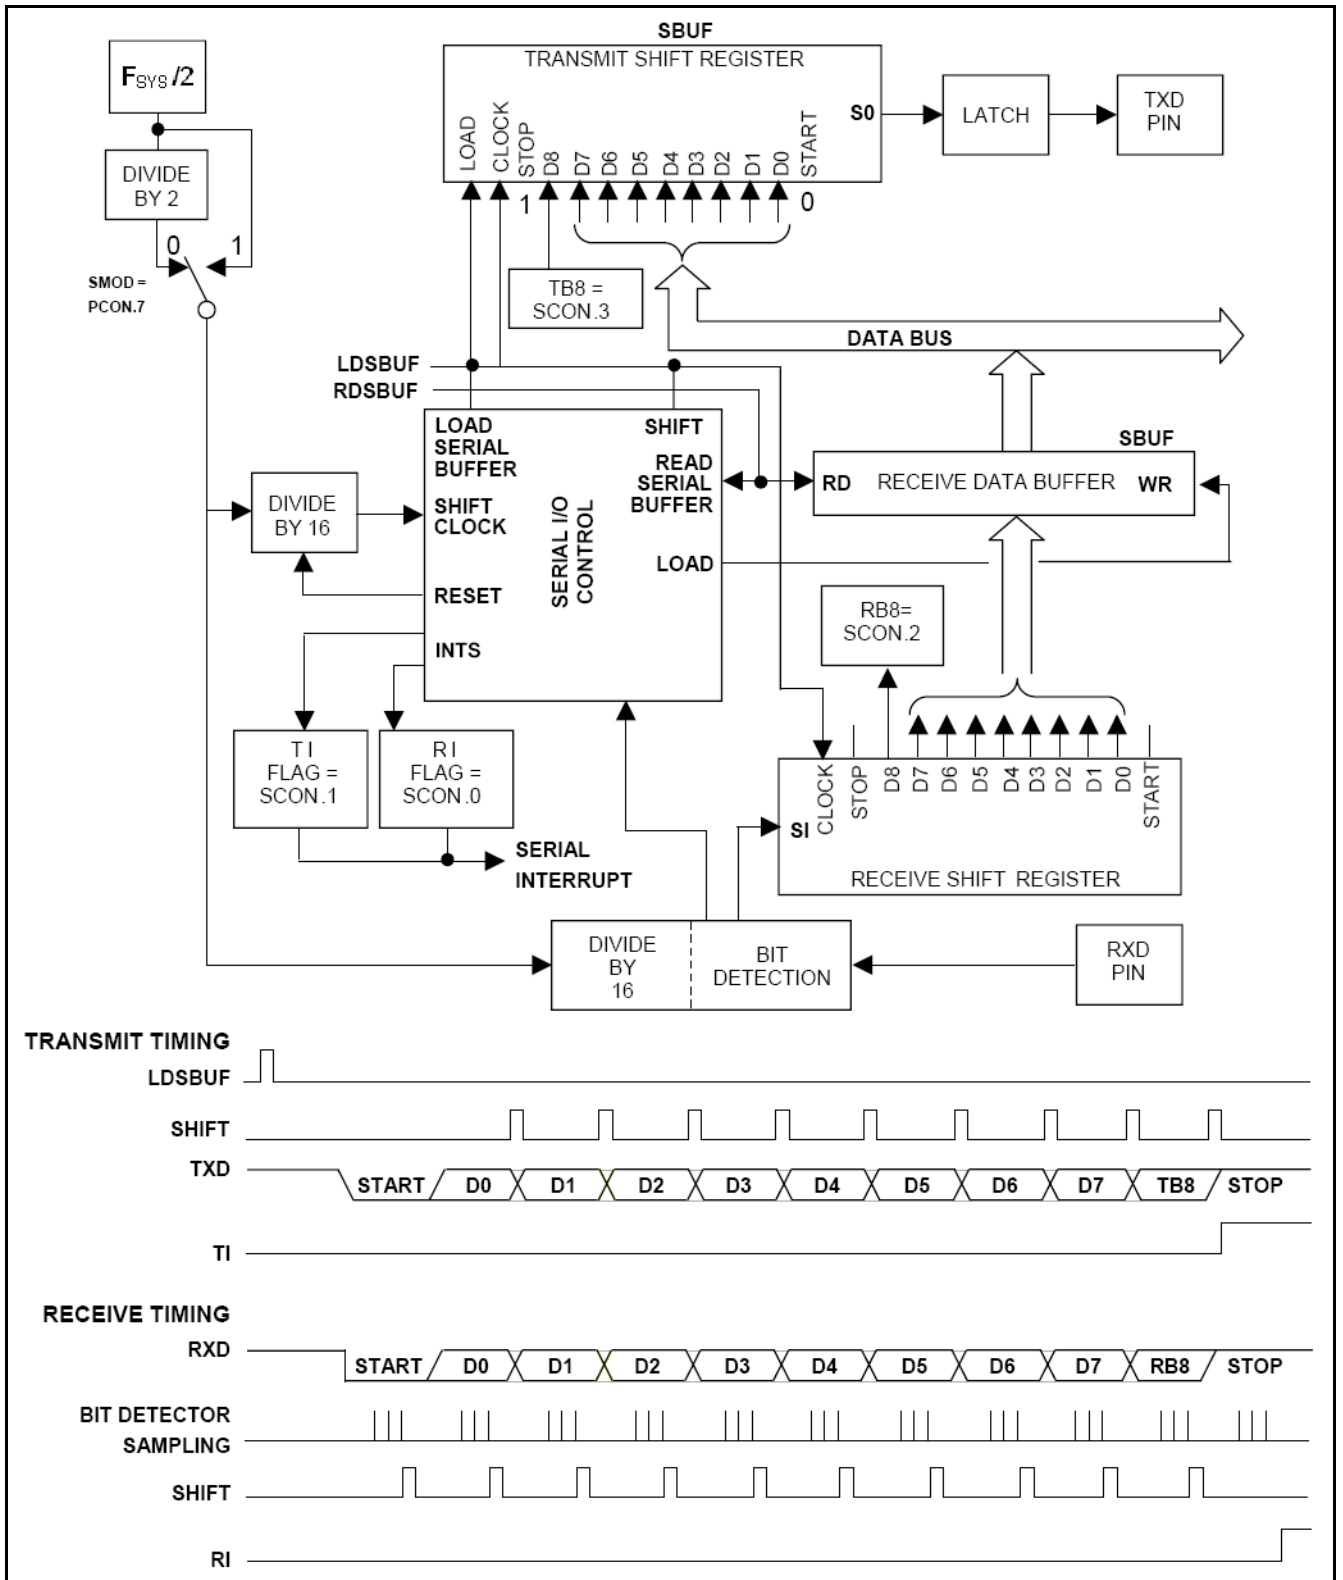 SBUF
TRANSMIT SHIFT REGISTER
LOAD
CLOCK
STOP
D8
D7
D6
D5
D4
D3
D2
D1
D0
START
S0
LATCH
TXD
PIN
FSYS /2
DIVIDE
BY 2
0
1
SMOD =
PCON.7
1
0
TB8 =
SCON.3
DATA BUS
LDSBUF
RDSBUF
LOAD
SERIAL
BUFFER
SHIFT
READ
SERIAL
BUFFER
SHIFT
CLOCK
SERIAL I/O
CONTROL
LOAD
RESET
INTS
DIVIDE
BY 16
SBUF
RD
RECEIVE DATA BUFFER
WR
RB8=
SCON.2
TI
FLAG =
SCON.1
RI
FLAG =
SCON.0
SERIAL
INTERRUPT
CLOCK
STOP
D8
D7
D6
D5
D4
D3
D2
D1
D0
START
SI
RECEIVE SHIFT REGISTER
DIVIDE
BY
16
BIT
DETECTION
RXD
PIN
TRANSMIT TIMING
LDSBUF
SHIFT
TXD START D0 D1 D2 D3 D4 D5 D6 D7 TB8 STOP
TI
RECEIVE TIMING
RXD START D0 D1 D2 D3 D4 D5 D6 D7 RB8 STOP
BIT DETECTOR
SAMPLING
SHIFT
RI